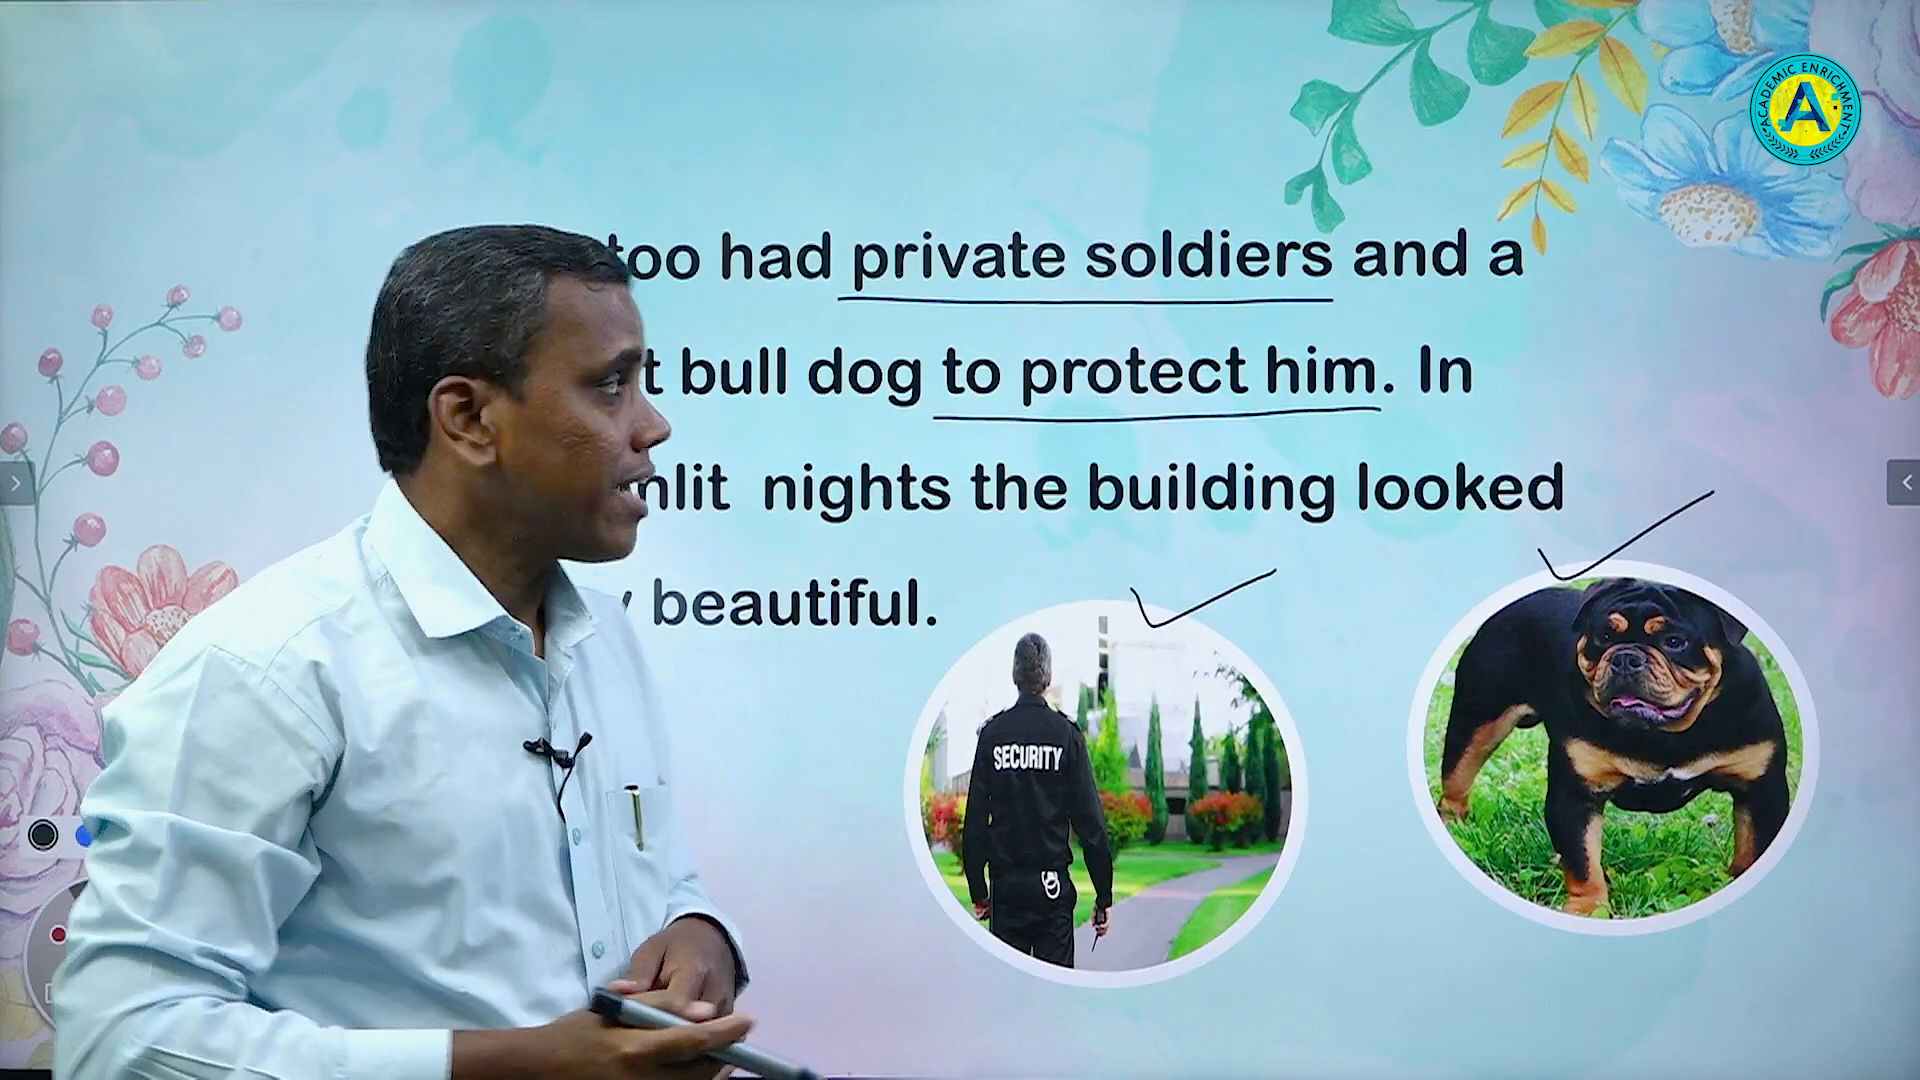 too had private soldiers and a
bull dog to protect him. In
nights the building looked
beautiful.
SECURITY
ACADEMIC ENRICHMENT
A